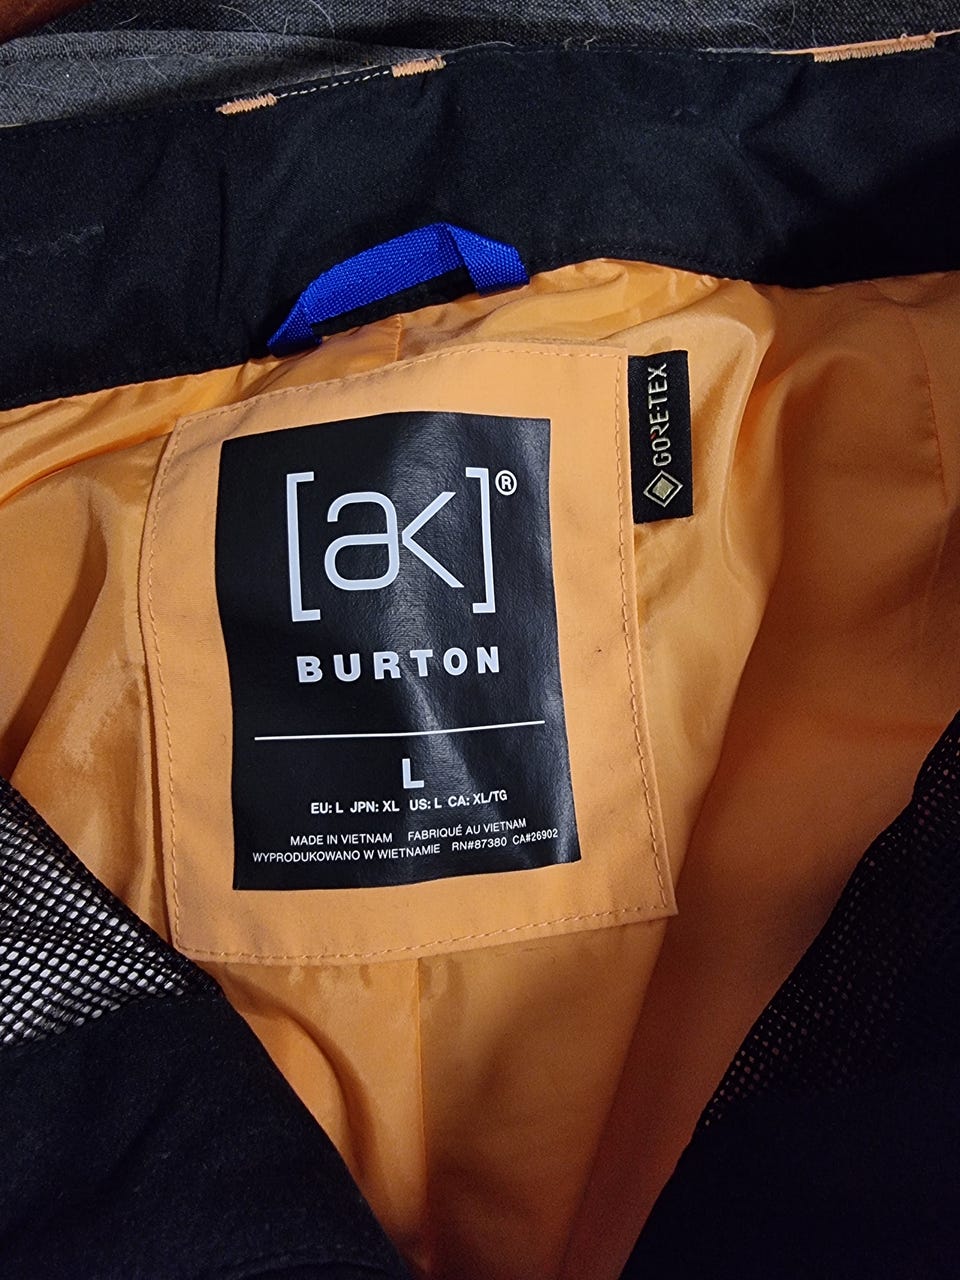 [ak]®
BURTON
L
EU: L JPN: XL US: L CA: XL/TG
MADE IN VIETNAM FABRIQUÉ AU VIETNAM
WYPRODUKOWANO W WIETNAMIE RN#87380 CA#26902
GORE-TEX